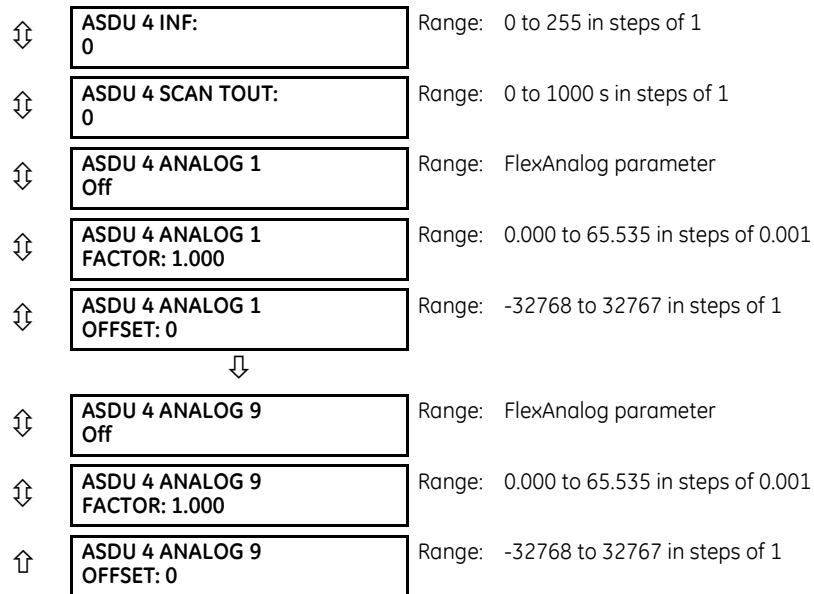 ASDU 4 INF:
0
Range: 0 to 255 in steps of 1
ASDU 4 SCAN TOUT:
0
Range: 0 to 1000 s in steps of 1
ASDU 4 ANALOG 1
Off
Range: FlexAnalog parameter
ASDU 4 ANALOG 1
FACTOR: 1.000
Range: 0.000 to 65.535 in steps of 0.001
ASDU 4 ANALOG 1
OFFSET: 0
Range: -32768 to 32767 in steps of 1
ASDU 4 ANALOG 9
Off
Range: FlexAnalog parameter
ASDU 4 ANALOG 9
FACTOR: 1.000
Range: 0.000 to 65.535 in steps of 0.001
ASDU 4 ANALOG 9
OFFSET: 0
Range: -32768 to 32767 in steps of 1